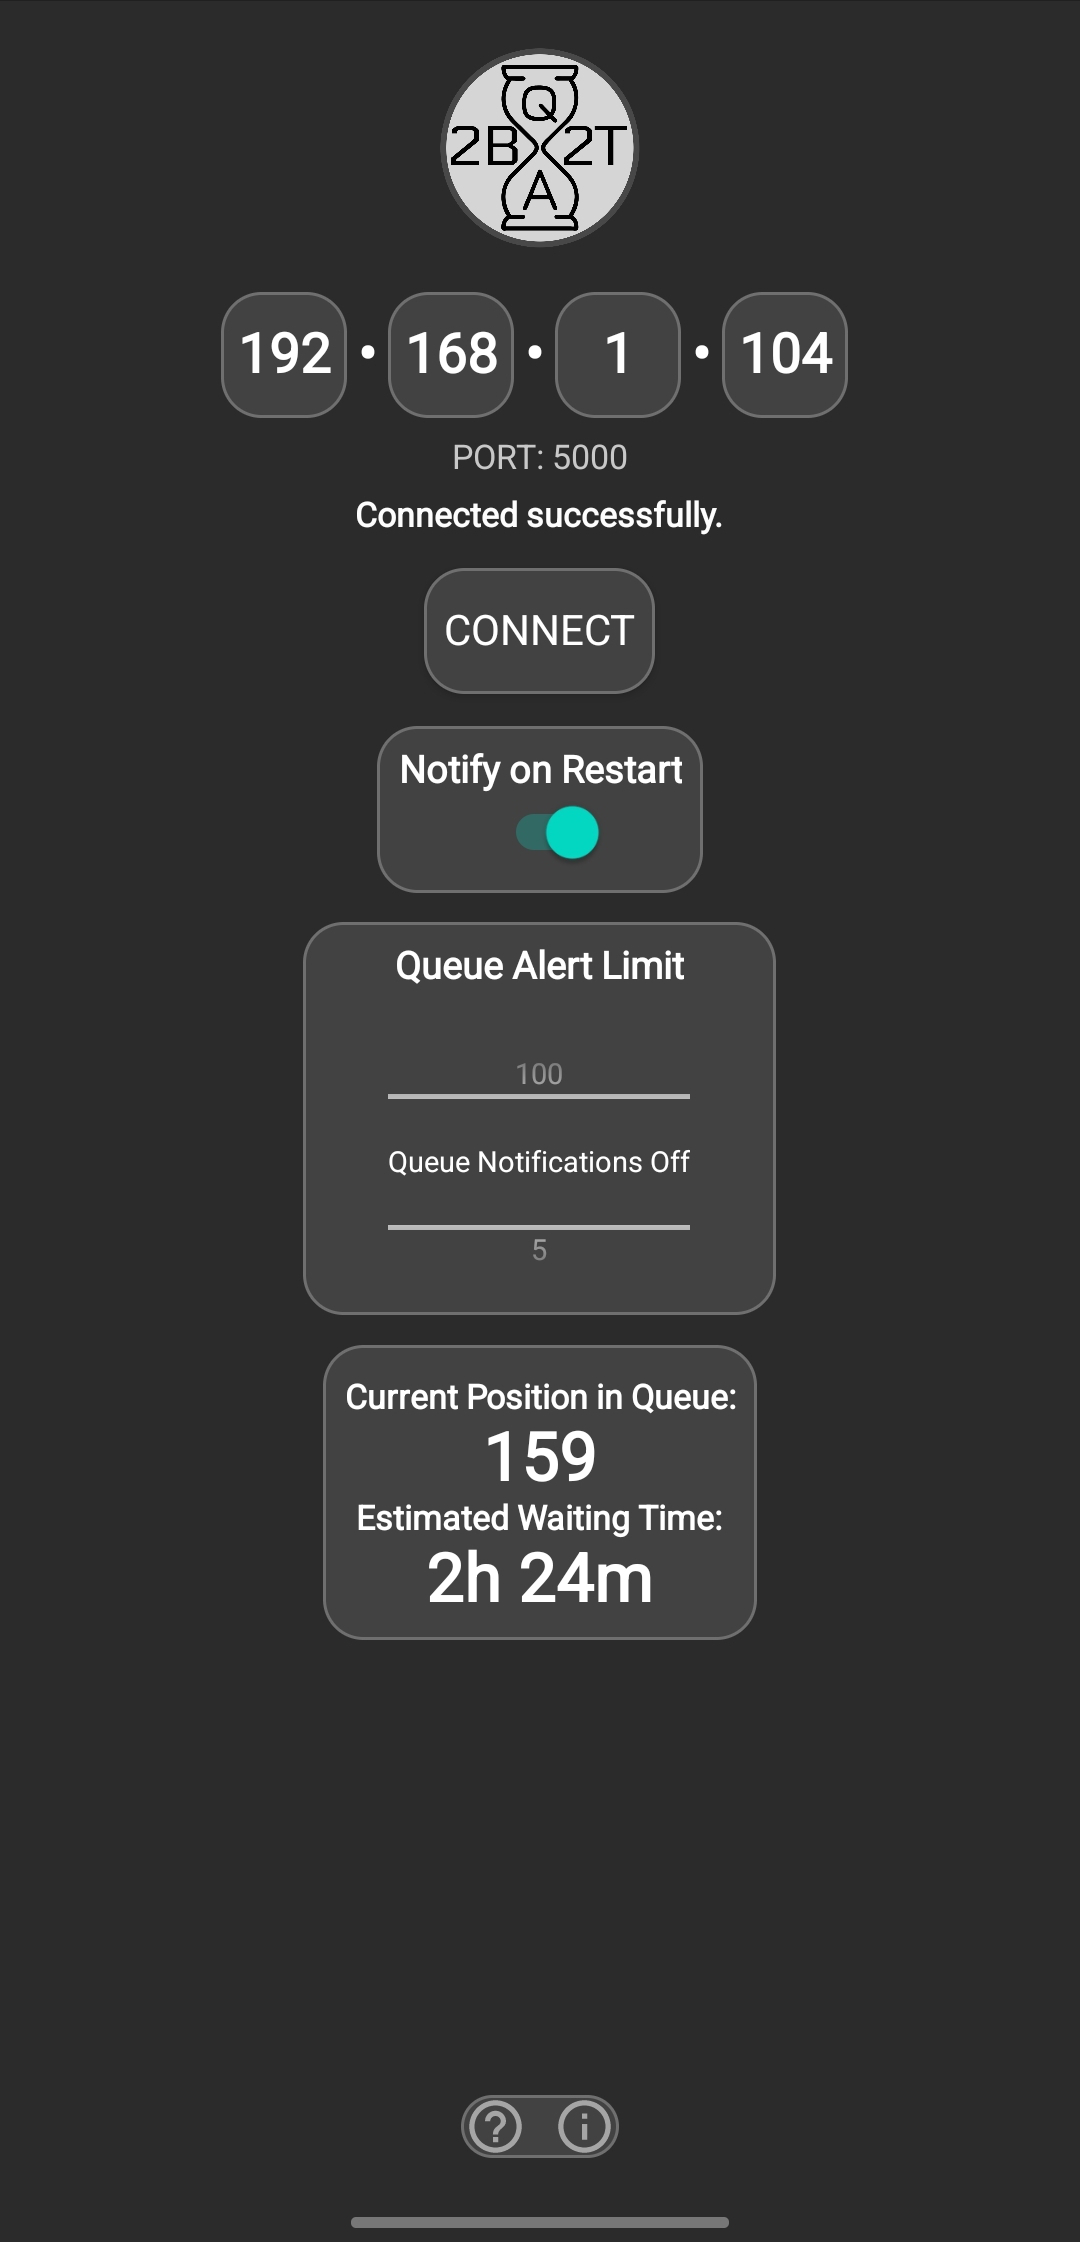 Q
2B 2T
A
192 • 168 • 1 • 104
PORT: 5000
Connected successfully.
CONNECT
Notify on Restart
Queue Alert Limit
100
Queue Notifications Off
5
Current Position in Queue:
159
Estimated Waiting Time:
2h 24m